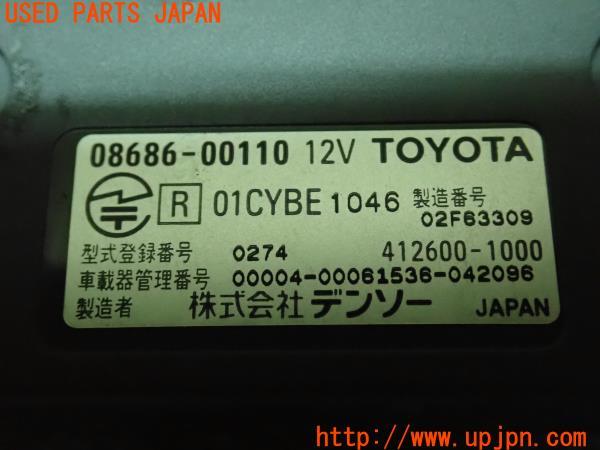 USED PARTS JAPAN
08686-00110 12V TOYOTA
R 01CYBE1046 製造番号
02F63309
型式登録番号 0274 412600-1000
車載器管理番号 00004-00061536-042096
製造者 株式会社デンソー JAPAN
UPJ
http://www.upjpn.com